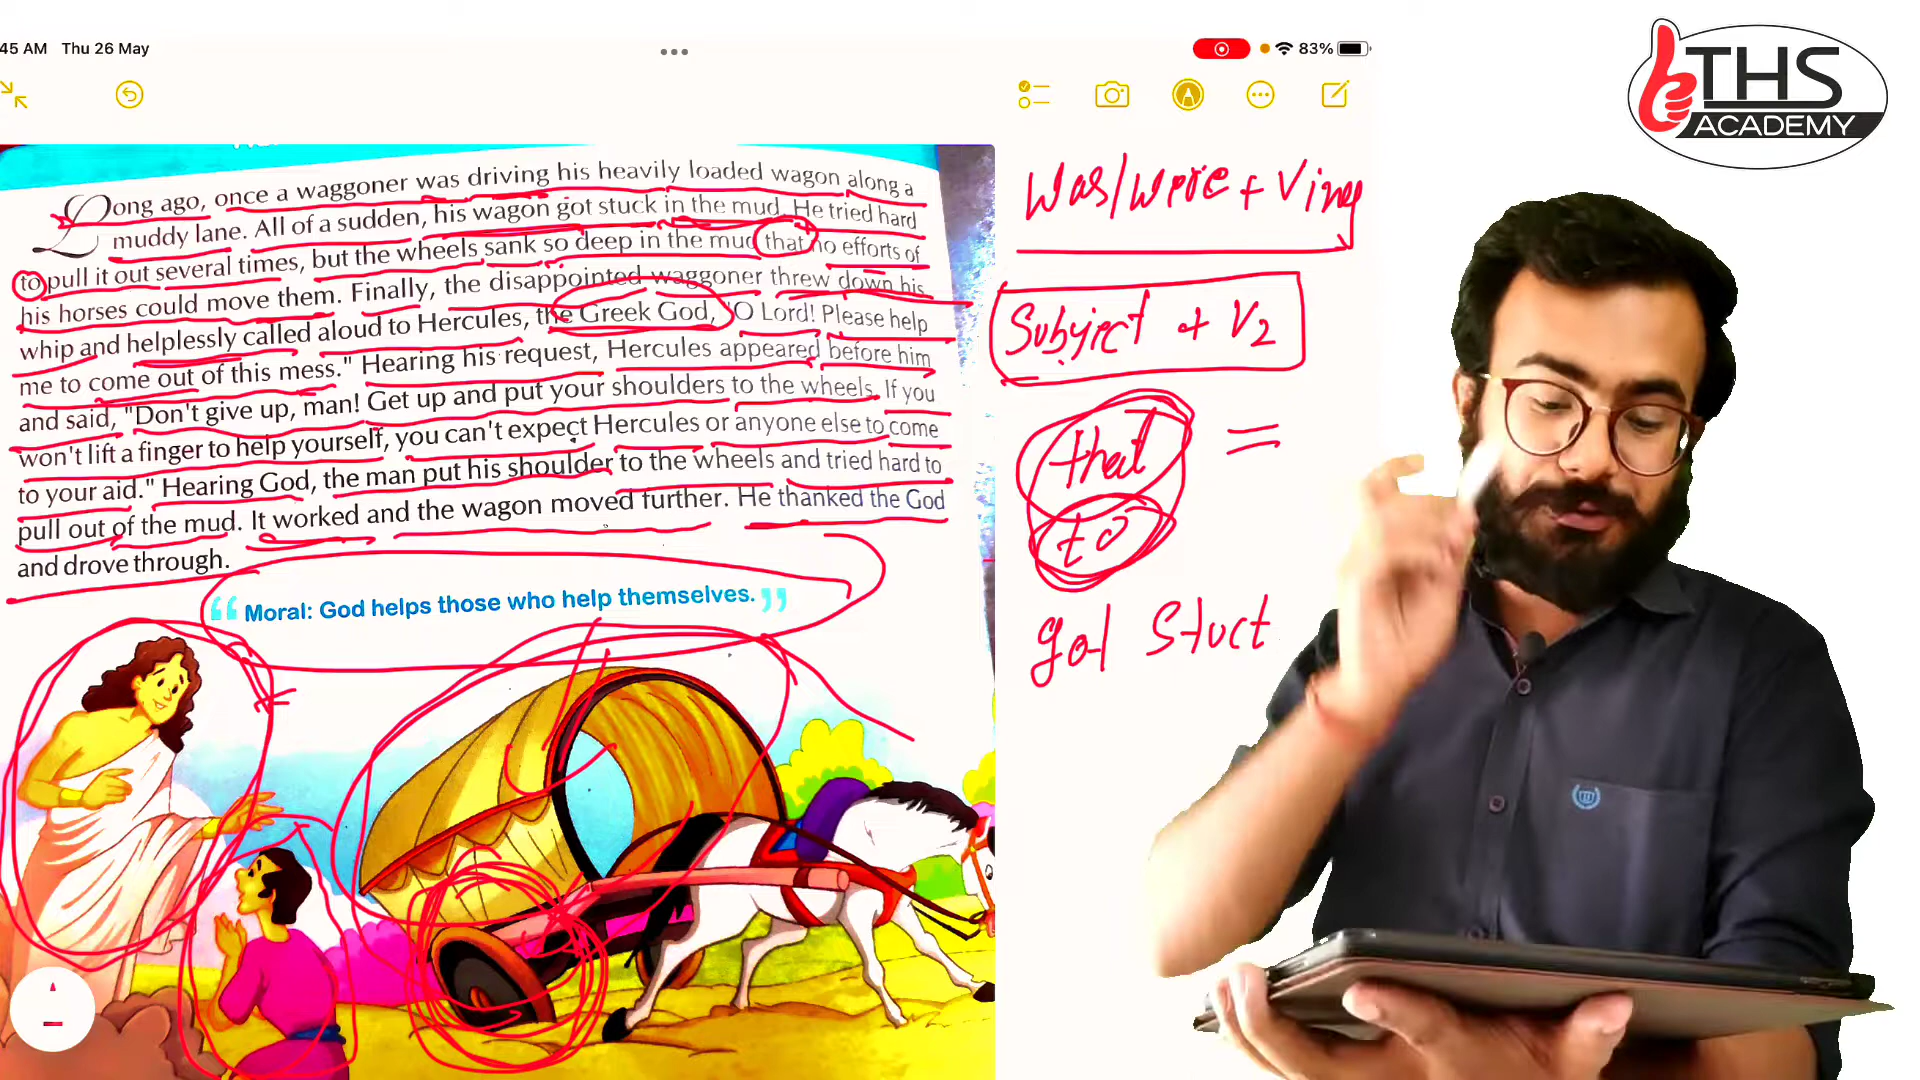 45 AM Thu 26 May
83%
THS
ACADEMY
Long ago, once a waggoner was driving his heavily loaded wagon along a
muddy lane. All of a sudden, his wagon got stuck in the mud. He tried hard
to pull it out several times, but the wheels sank so deep in the mud that no efforts of
his horses could move them. Finally, the disappointed waggoner threw down his
whip and helplessly called aloud to Hercules, the Greek God, "O Lord! Please help
me to come out of this mess." Hearing his request, Hercules appeared before him
and said, "Don't give up, man! Get up and put your shoulders to the wheels. If you
won't lift a finger to help yourself, you can't expect Hercules or anyone else to come
to your aid." Hearing God, the man put his shoulder to the wheels and tried hard to
pull out of the mud. It worked and the wagon moved further. He thanked the God
and drove through.
“ Moral: God helps those who help themselves. ”
Was/Were + Ving
Subject + V2
that =
to
got Stuct